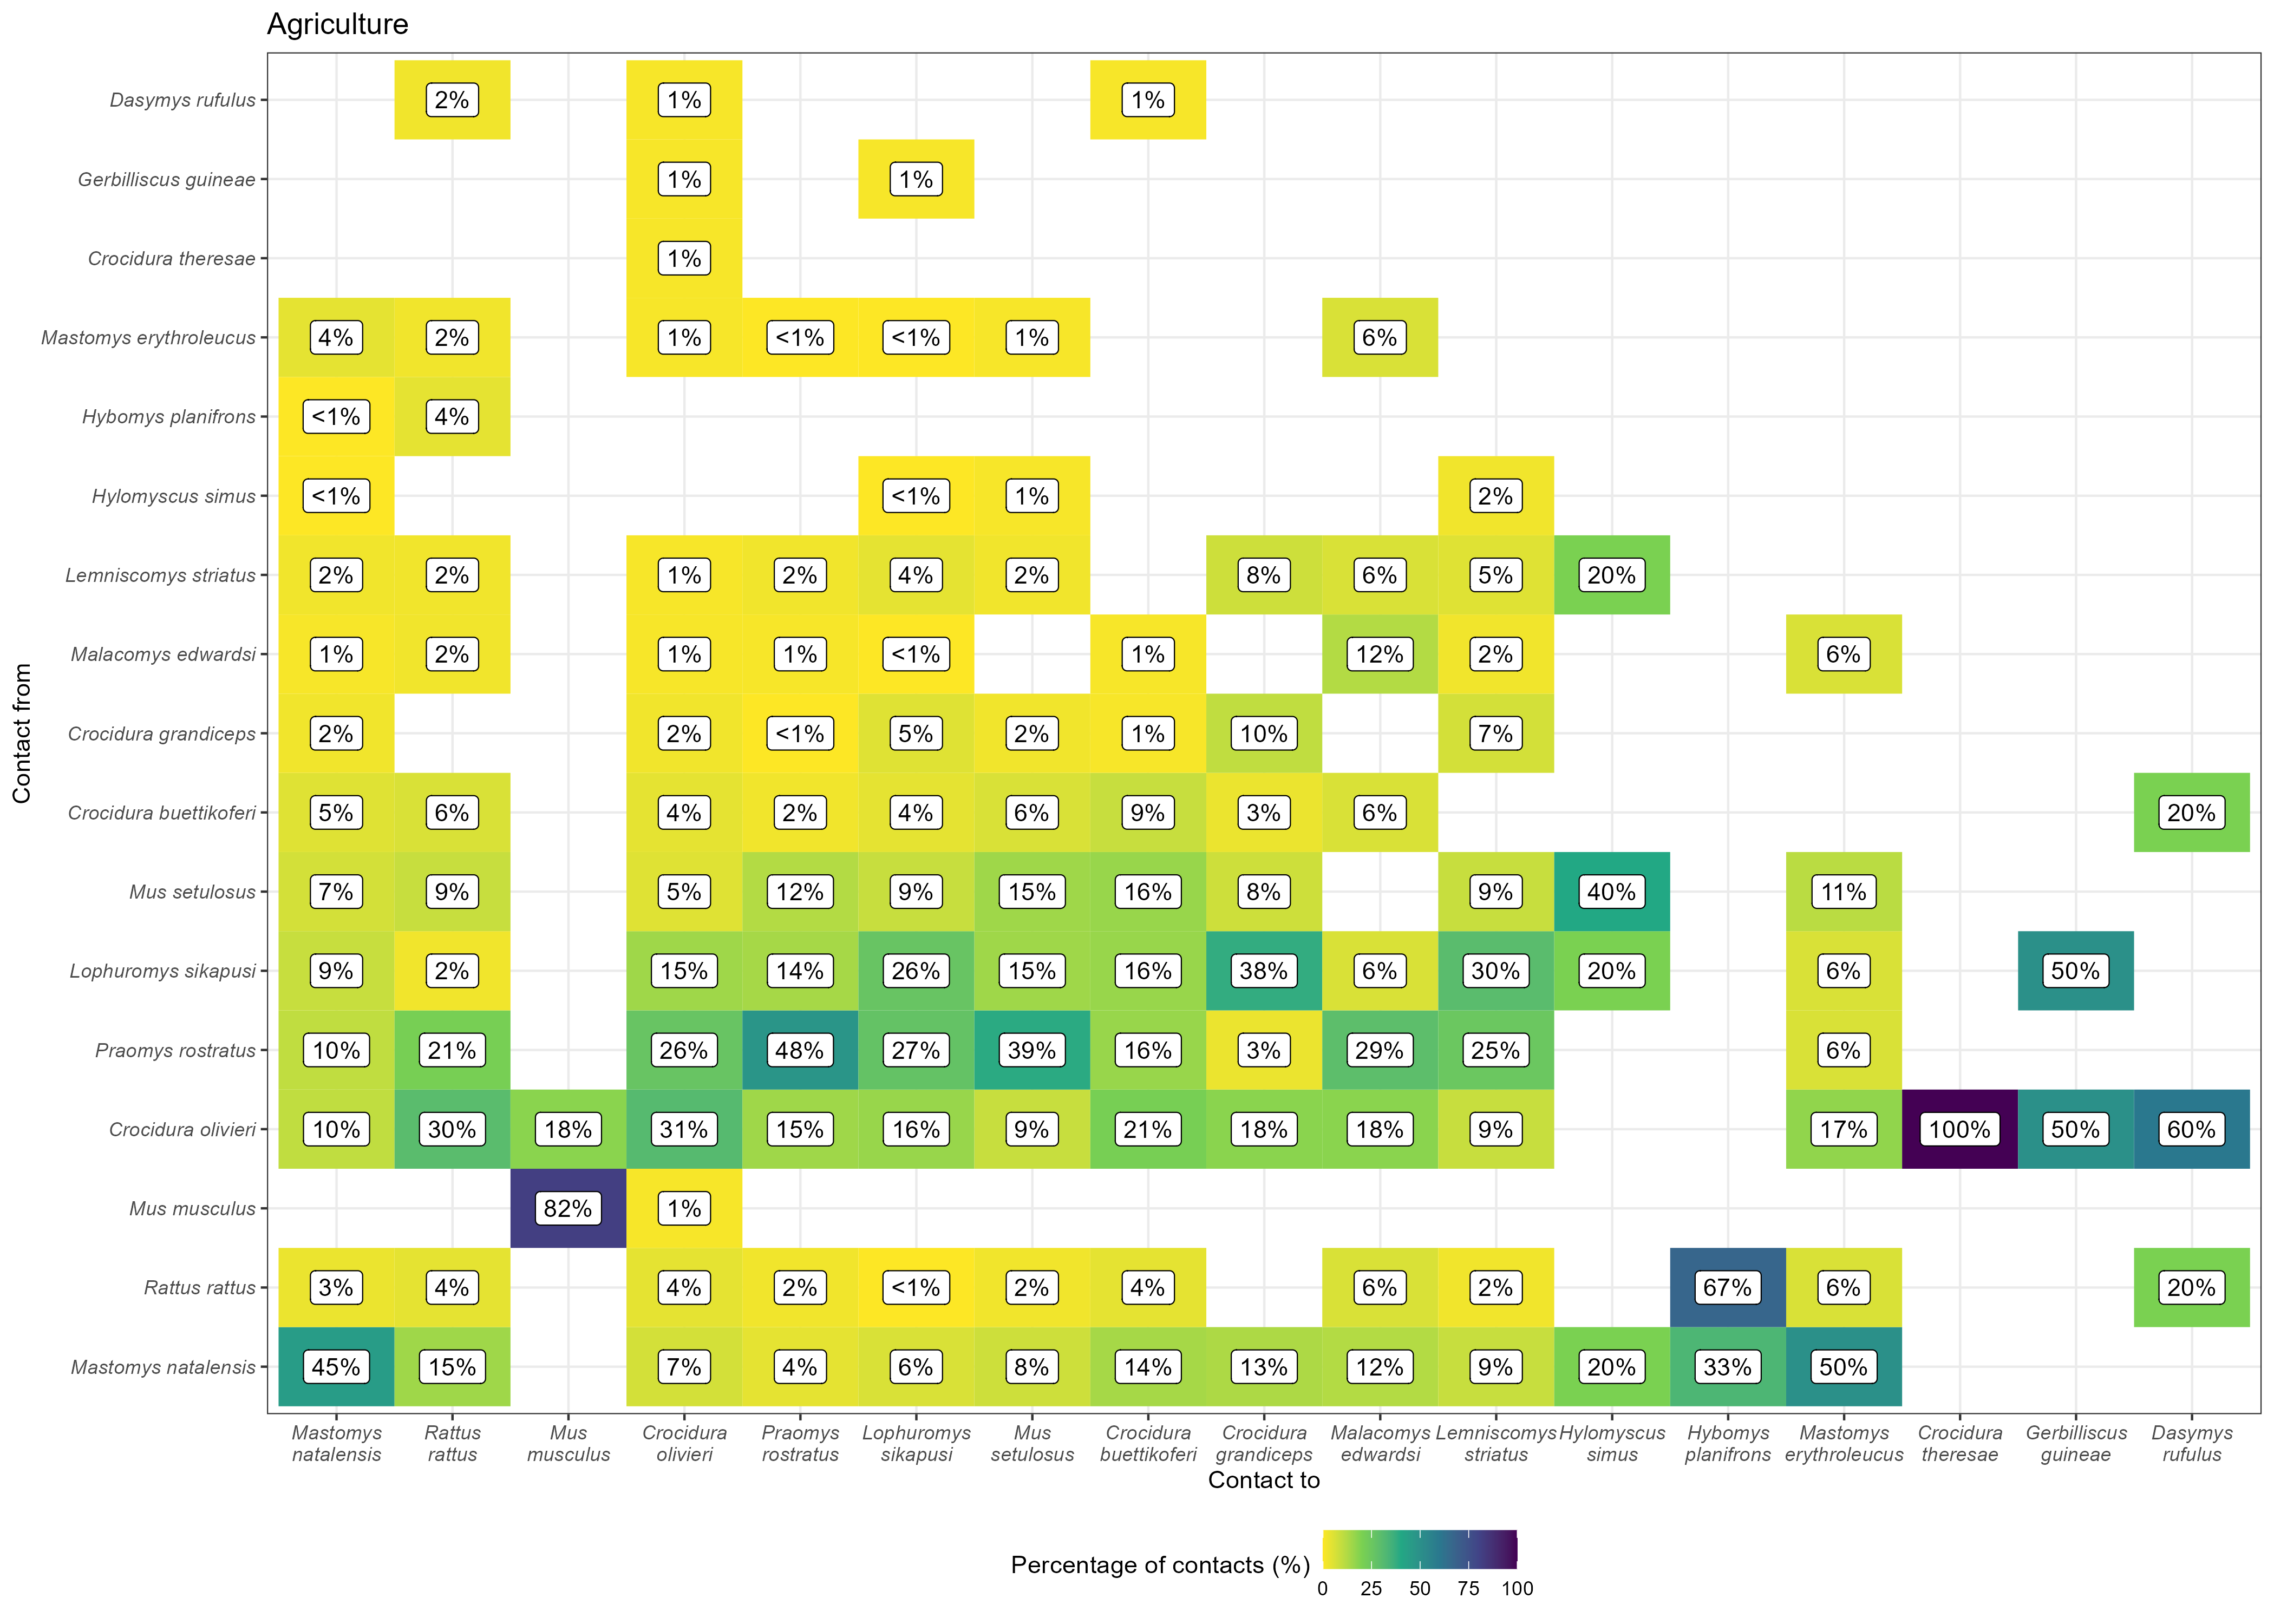 Agriculture
Contact from
Dasymys rufulus 2% 1% 1%
Gerbilliscus guineae 1% 1%
Crocidura theresae 1%
Mastomys erythroleucus 4% 2% 1% <1% <1% 1% 6%
Hybomys planifrons <1% 4%
Hylomyscus simus <1% <1% 1% 2%
Lemniscomys striatus 2% 2% 1% 2% 4% 2% 8% 6% 5% 20%
Malacomys edwardsi 1% 2% 1% 1% <1% 1% 12% 2% 6%
Crocidura grandiceps 2% 2% <1% 5% 2% 1% 10% 7%
Crocidura buettikoferi 5% 6% 4% 2% 4% 6% 9% 3% 6% 20%
Mus setulosus 7% 9% 5% 12% 9% 15% 16% 8% 9% 40% 11%
Lophuromys sikapusi 9% 2% 15% 14% 26% 15% 16% 38% 6% 30% 20% 6% 50%
Praomys rostratus 10% 21% 26% 48% 27% 39% 16% 3% 29% 25% 6%
Crocidura olivieri 10% 30% 18% 31% 15% 16% 9% 21% 18% 18% 9% 17% 100% 50% 60%
Mus musculus 82% 1%
Rattus rattus 3% 4% 4% 2% <1% 2% 4% 6% 2% 67% 6% 20%
Mastomys natalensis 45% 15% 7% 4% 6% 8% 14% 13% 12% 9% 20% 33% 50%
Mastomys Rattus Mus Crocidura Praomys Lophuromys Mus Crocidura Crocidura Malacomys Lemniscomys Hylomyscus Hybomys Mastomys Crocidura Gerbilliscus Dasymys
natalensis rattus musculus olivieri rostratus sikapusi setulosus buettikoferi grandiceps edwardsi striatus simus planifrons erythroleucus theresae guineae rufulus
Contact to
Percentage of contacts (%)
0 25 50 75 100